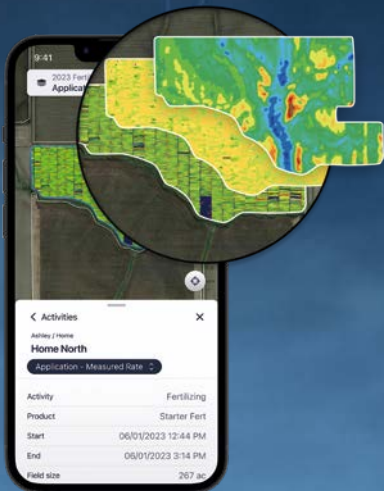 9:41
2023 Ferti
Applicat
Activities
Ashley / Home
Home North
Application - Measured Rate
Activity Fertilizing
Product Starter Fert
Start 06/01/2023 12:44 PM
End 06/01/2023 3:14 PM
Field size 267 ac